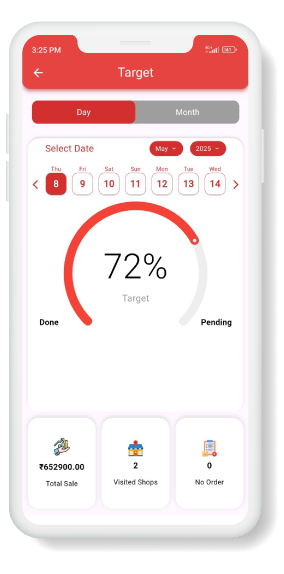 3:25 PM
Target
Day Month
Select Date May 2025
Thu Fri Sat Sun Mon Tue Wed
8 9 10 11 12 13 14
72%
Target
Done Pending
₹652900.00 2 0
Total Sale Visited Shops No Order